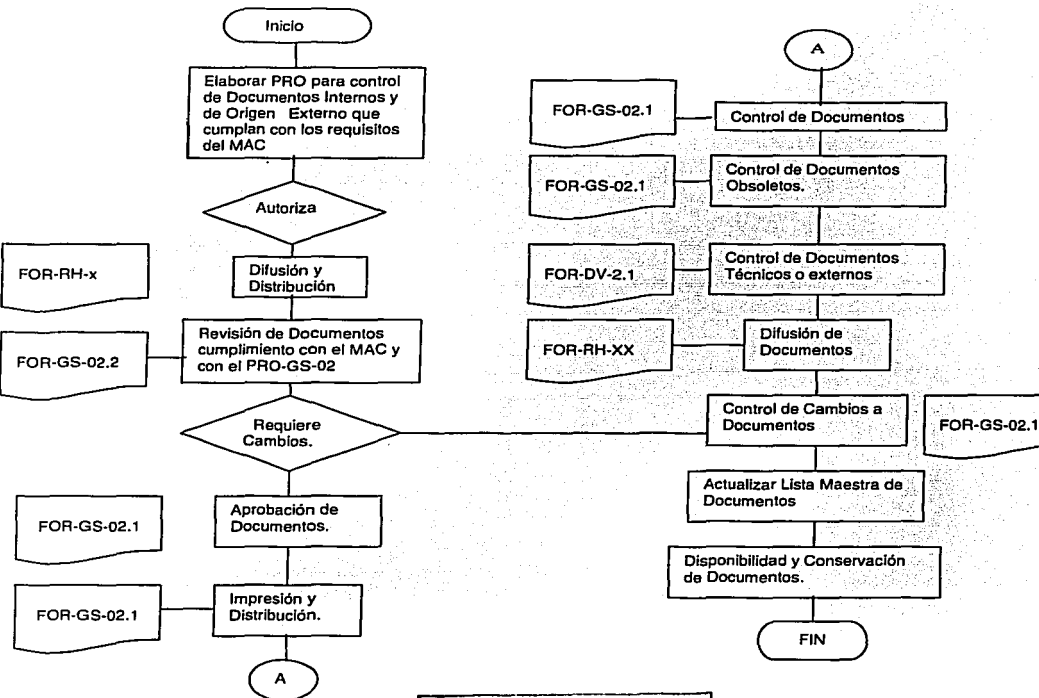 Inicio
Elaborar PRO para control
de Documentos Internos y
de Origen Externo que
cumplan con los requisitos
del MAC
Autoriza
FOR-RH-x
Difusión y
Distribución
FOR-GS-02.2
Revisión de Documentos
cumplimiento con el MAC y
con el PRO-GS-02
Requiere
Cambios.
FOR-GS-02.1
Aprobación de
Documentos.
FOR-GS-02.1
Impresión y
Distribución.
A
A
FOR-GS-02.1
Control de Documentos
FOR-GS-02.1
Control de Documentos
Obsoletos.
FOR-DV-2.1
Control de Documentos
Técnicos o externos
FOR-RH-XX
Difusión de
Documentos
Control de Cambios a
Documentos
FOR-GS-02.1
Actualizar Lista Maestra de
Documentos
Disponibilidad y Conservación
de Documentos.
FIN